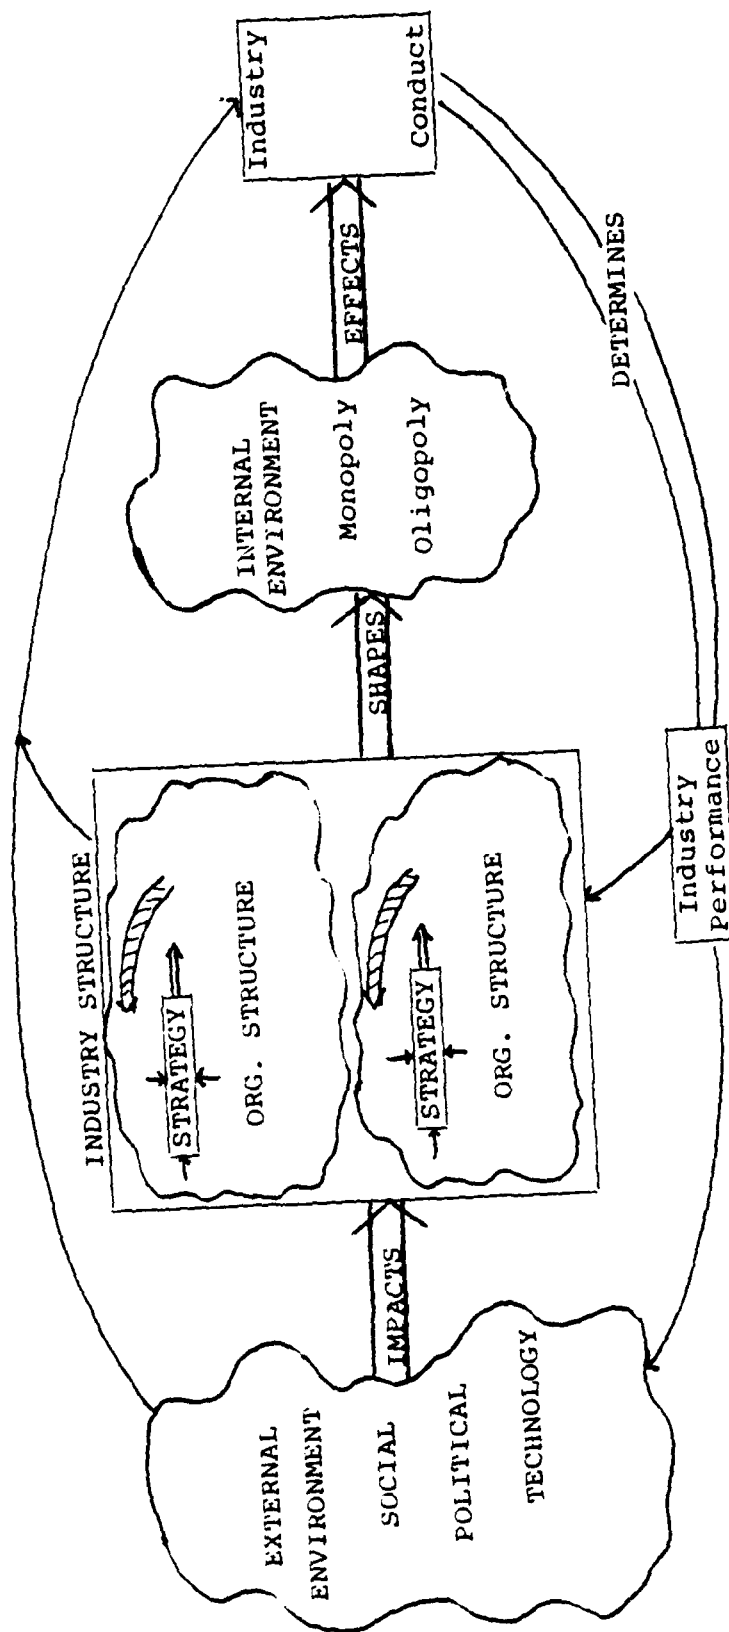 EXTERNAL
ENVIRONMENT
SOCIAL
POLITICAL
TECHNOLOGY
IMPACTS
INDUSTRY STRUCTURE
STRATEGY
ORG. STRUCTURE
STRATEGY
ORG. STRUCTURE
SHAPES
INTERNAL
ENVIRONMENT
Monopoly
Oligopoly
EFFECTS
Industry
Conduct
DETERMINES
Industry
Performance